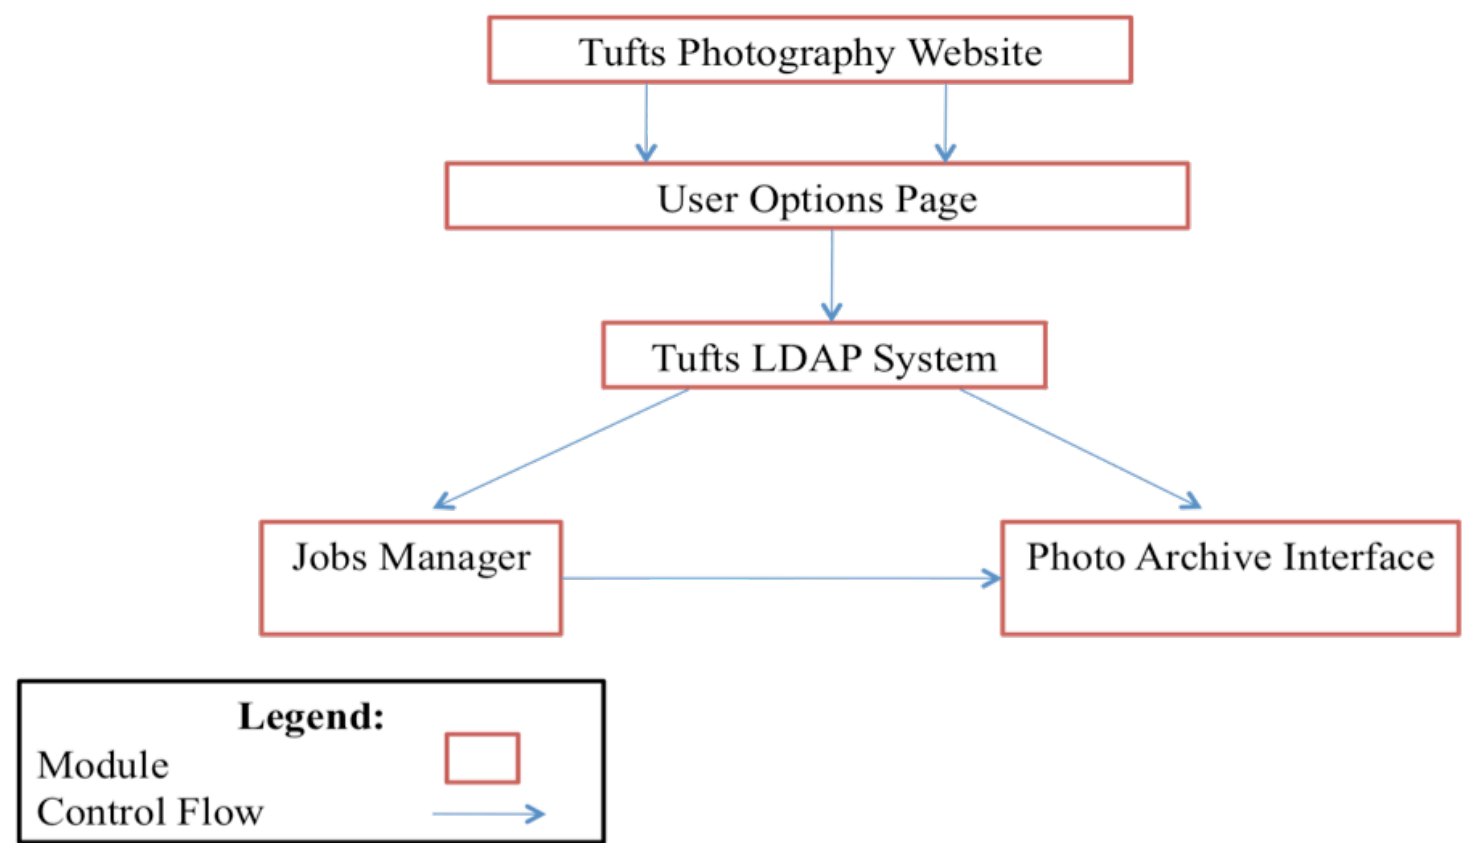 Tufts Photography Website
User Options Page
Tufts LDAP System
Jobs Manager
Photo Archive Interface
Legend:
Module
Control Flow